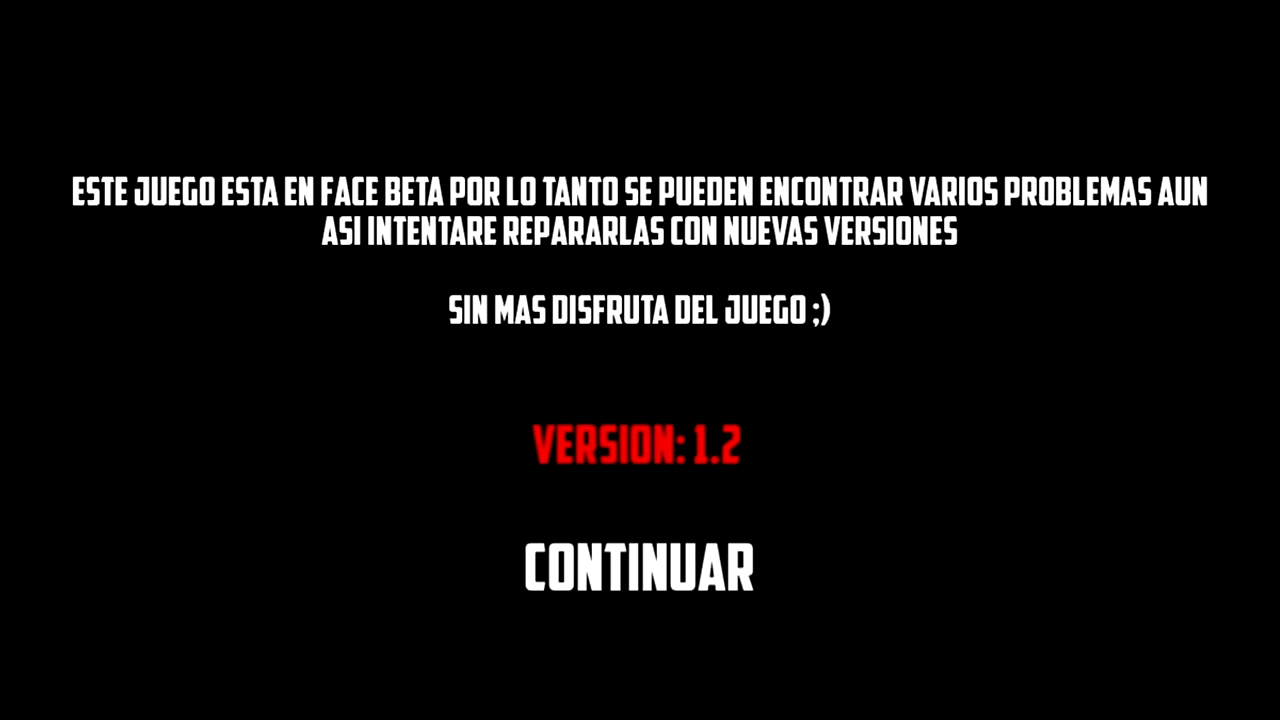 ESTE JUEGO ESTA EN FACE BETA POR LO TANTO SE PUEDEN ENCONTRAR VARIOS PROBLEMAS AUN
ASI INTENTARE REPARARLAS CON NUEVAS VERSIONES
SIN MAS DISFRUTA DEL JUEGO ;)
VERSION: 1.2
CONTINUAR